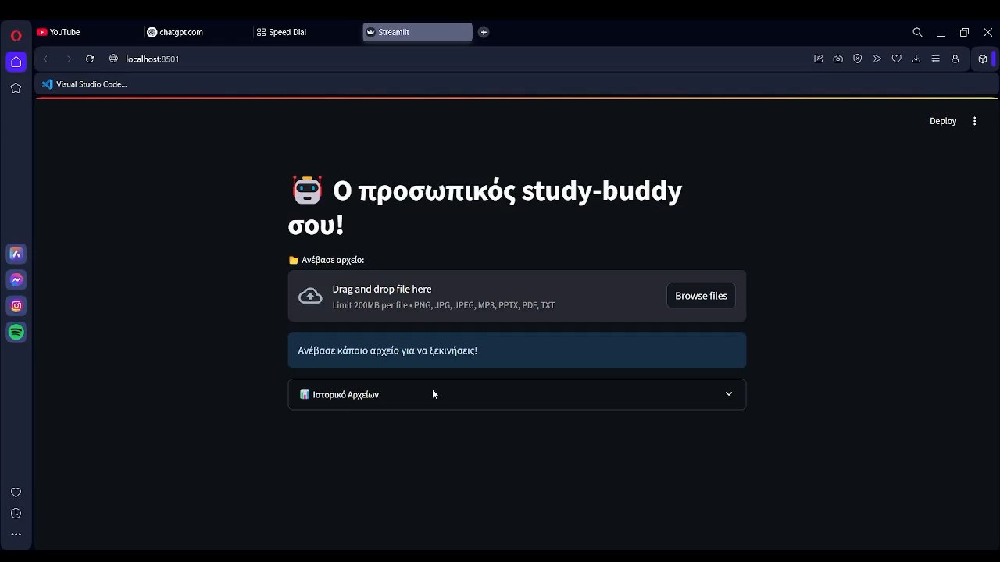 YouTube
chatgpt.com
Speed Dial
Streamlit
localhost:8501
Visual Studio Code...
Deploy
Ο προσωπικός study-buddy
σου!
Ανέβασε αρχείο:
Drag and drop file here
Limit 200MB per file • PNG, JPG, JPEG, MP3, PPTX, PDF, TXT
Browse files
Ανέβασε κάποιο αρχείο για να ξεκινήσεις!
Ιστορικό Αρχείων